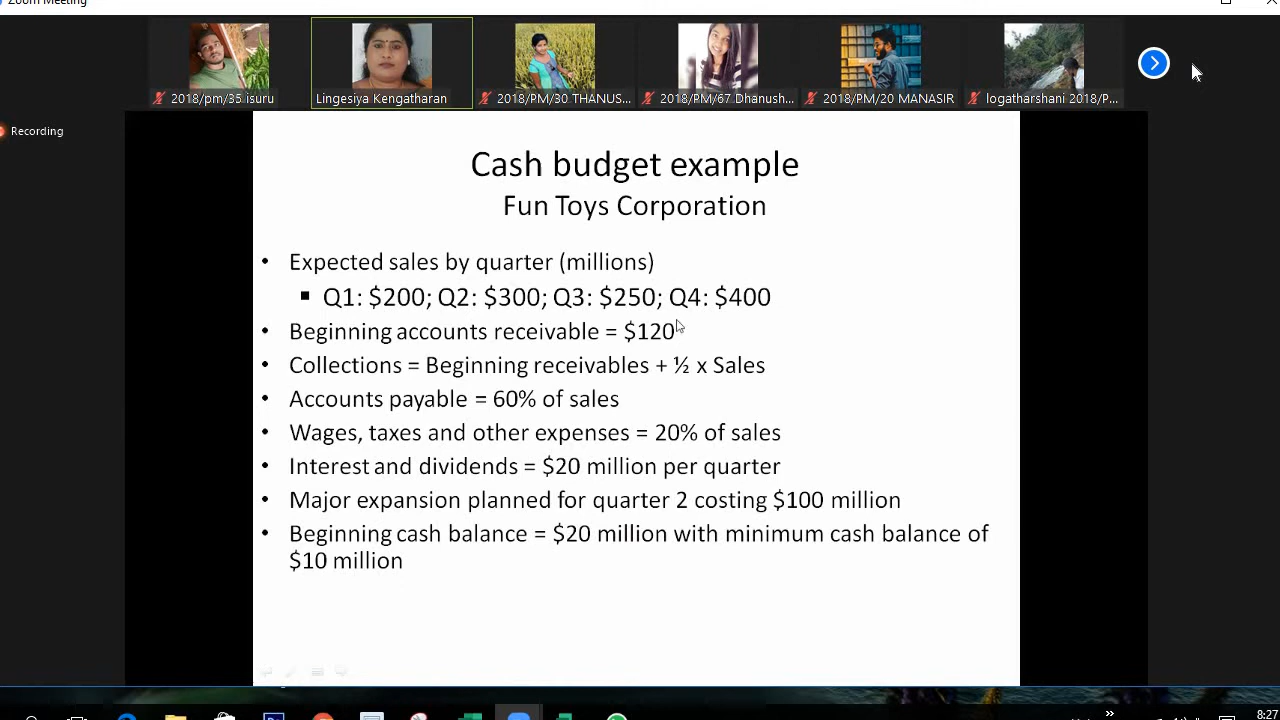 Zoom Meeting
2018/pm/35 isuru
Lingesiya Kengatharan
2018/PM/30 THANUS...
2018/PM/67 Dhanush...
2018/PM/20 MANASIR
logatharshani 2018/P...
Recording
Cash budget example
Fun Toys Corporation
• Expected sales by quarter (millions)
▪ Q1: $200; Q2: $300; Q3: $250; Q4: $400
• Beginning accounts receivable = $120
• Collections = Beginning receivables + ½ x Sales
• Accounts payable = 60% of sales
• Wages, taxes and other expenses = 20% of sales
• Interest and dividends = $20 million per quarter
• Major expansion planned for quarter 2 costing $100 million
• Beginning cash balance = $20 million with minimum cash balance of
$10 million
8:27